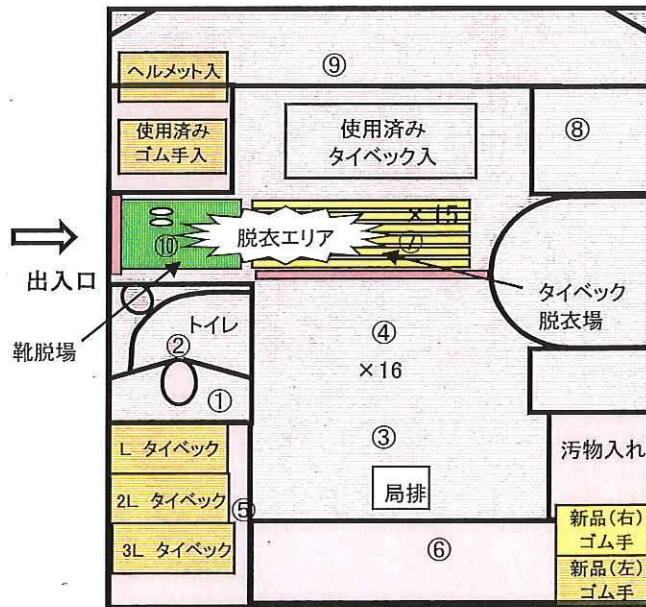 ⑨
ヘルメット入
使用済み
ゴム手入
使用済み
タイベック入
⑧
×15
脱衣エリア
⑩
⑦
出入口
タイベック
脱衣場
靴脱場
トイレ
②
①
④
×16
③
局排
L タイベック
2L タイベック
3L タイベック
⑤
⑥
汚物入れ
新品(右)
ゴム手
新品(左)
ゴム手